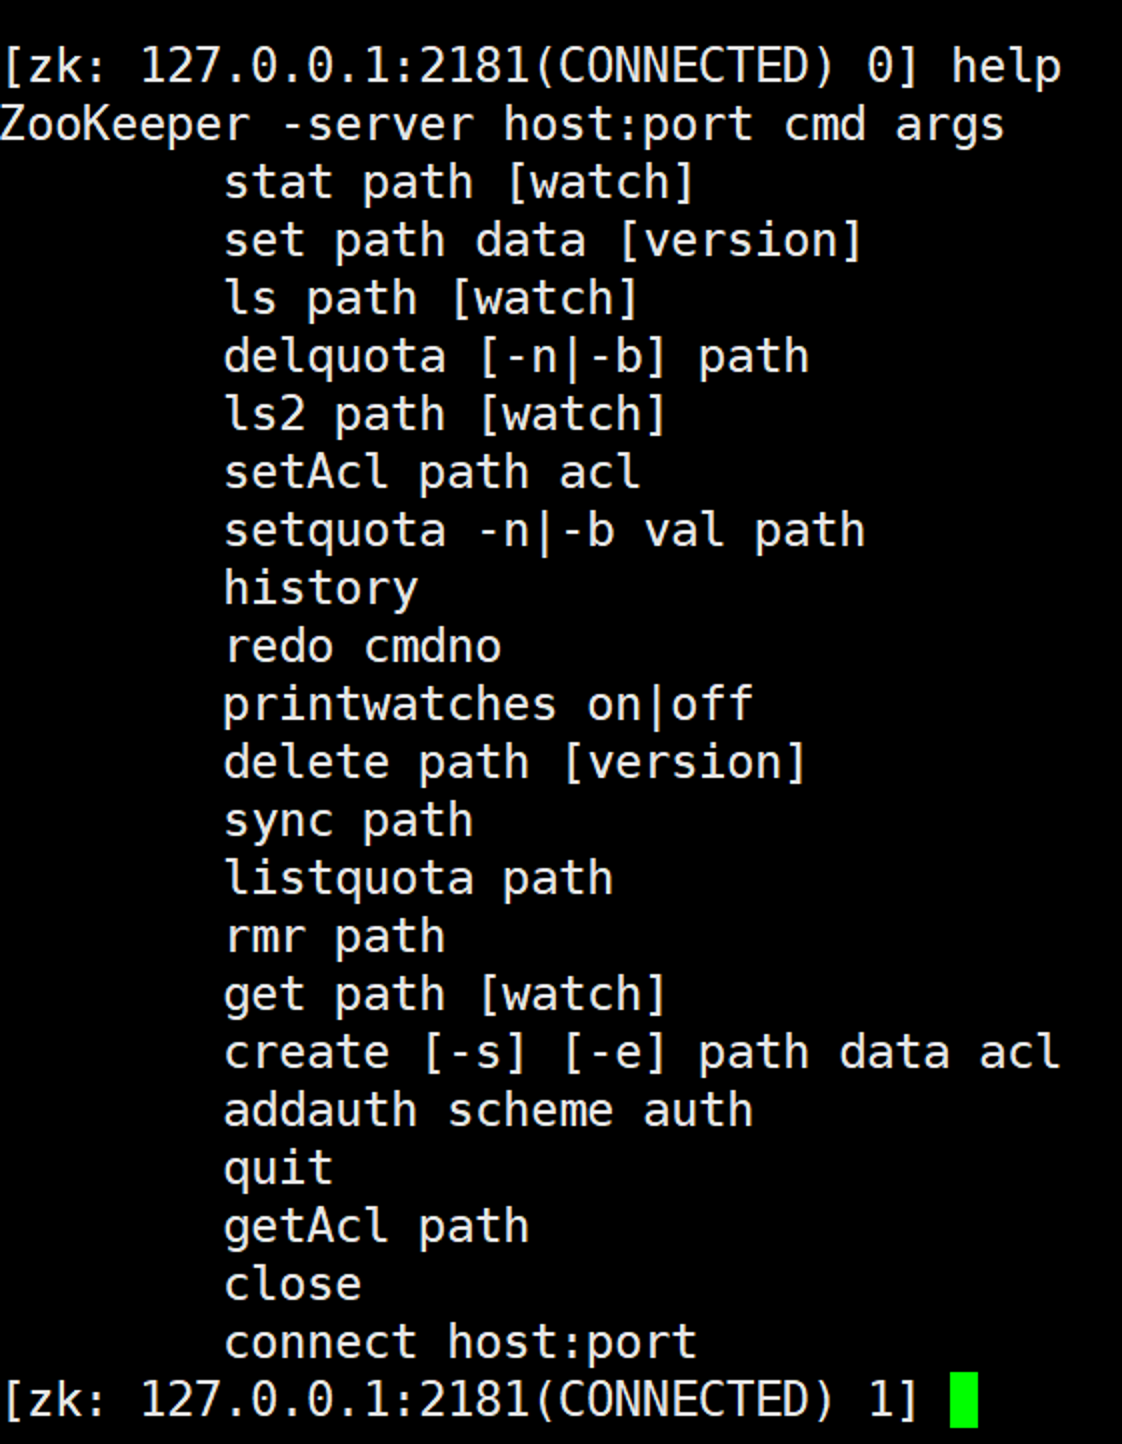 [zk: 127.0.0.1:2181(CONNECTED) 0] help
ZooKeeper -server host:port cmd args
stat path [watch]
set path data [version]
ls path [watch]
delquota [-n|-b] path
ls2 path [watch]
setAcl path acl
setquota -n|-b val path
history
redo cmdno
printwatches on|off
delete path [version]
sync path
listquota path
rmr path
get path [watch]
create [-s] [-e] path data acl
addauth scheme auth
quit
getAcl path
close
connect host:port
[zk: 127.0.0.1:2181(CONNECTED) 1]